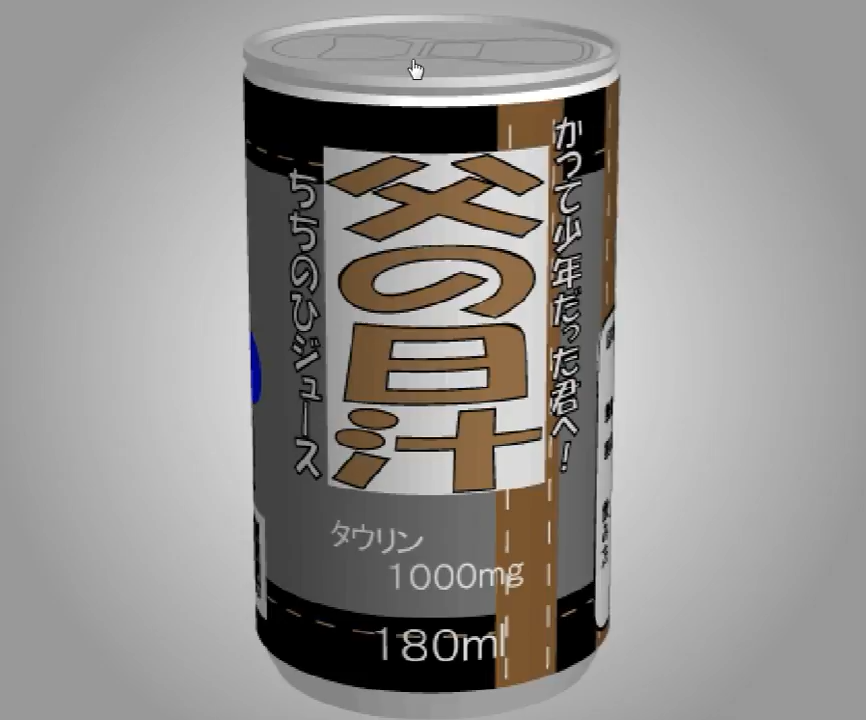 かつて少年だった君へ！
父の日汁
ちちのひジュース
タウリン
1000mg
180ml